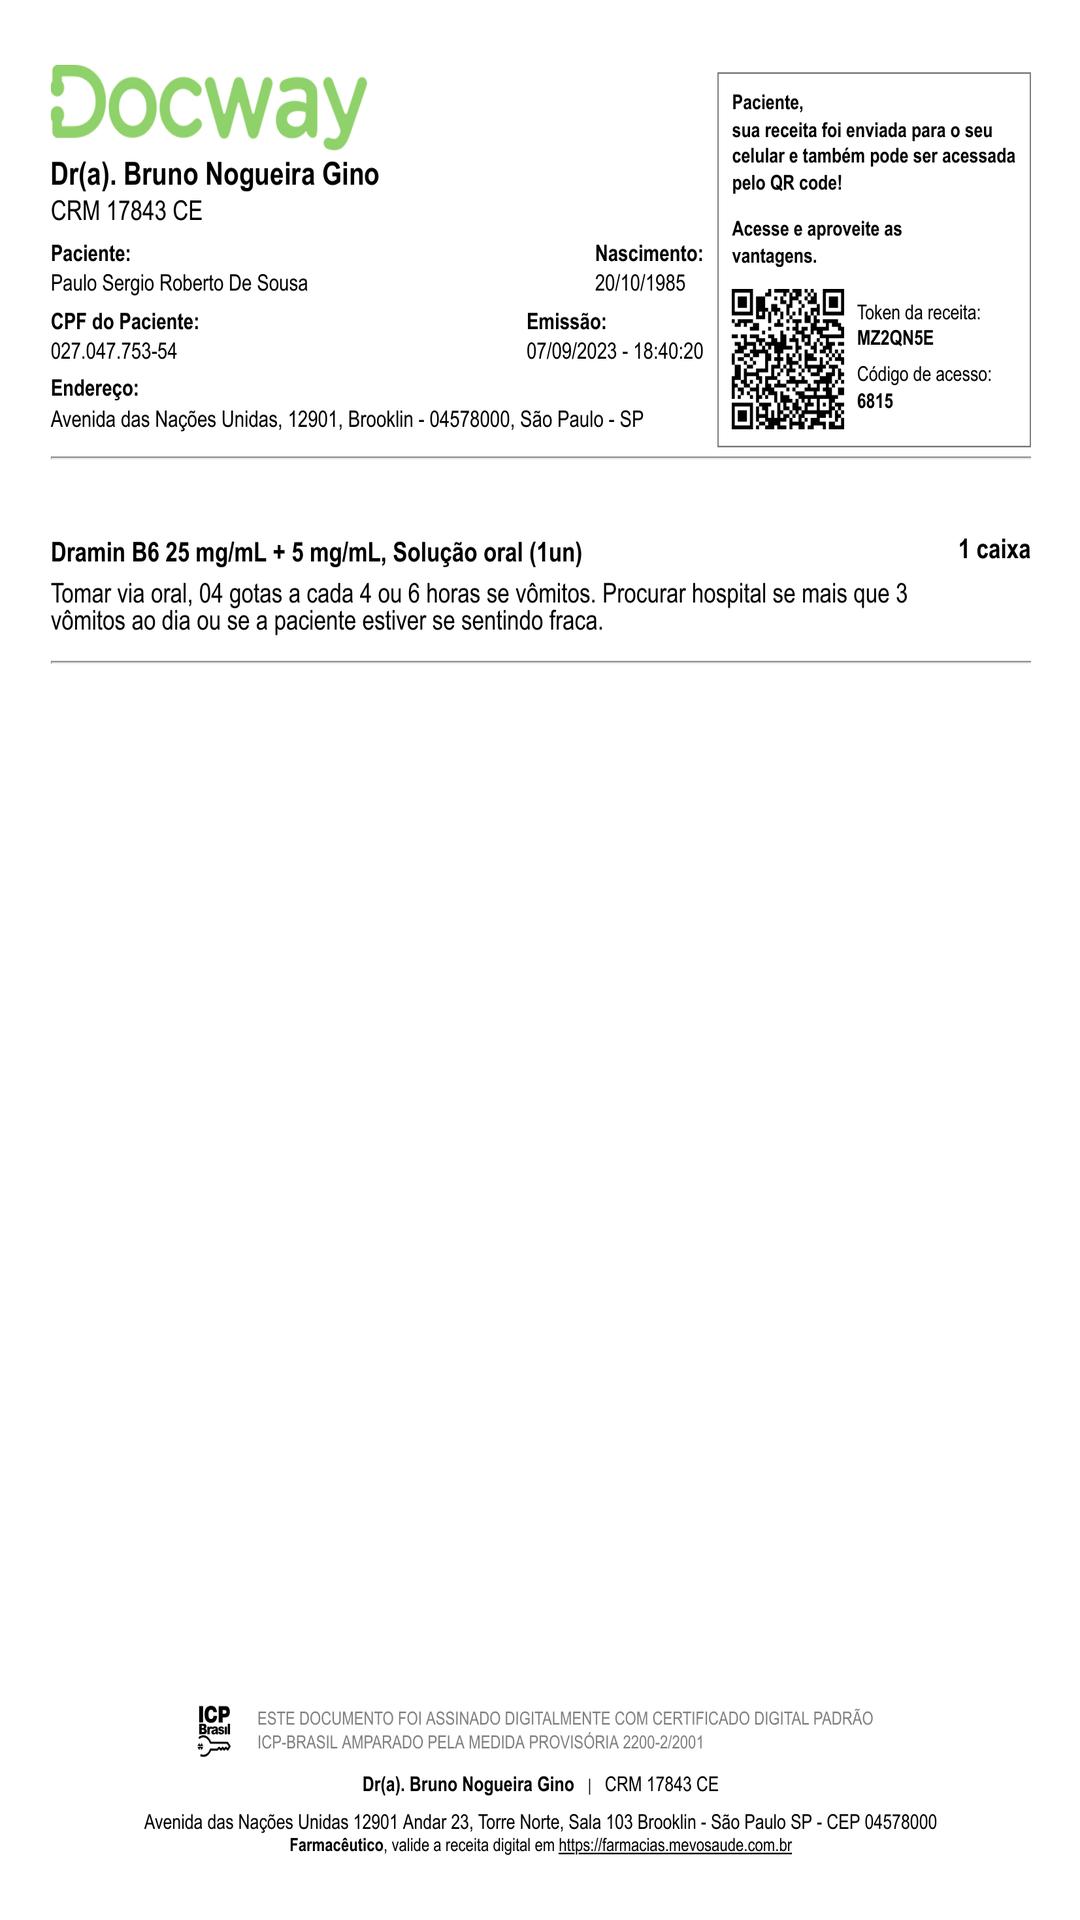 Docway
Dr(a). Bruno Nogueira Gino
CRM 17843 CE
Paciente:
Paulo Sergio Roberto De Sousa
Nascimento:
20/10/1985
CPF do Paciente:
027.047.753-54
Emissão:
07/09/2023 - 18:40:20
Endereço:
Avenida das Nações Unidas, 12901, Brooklin - 04578000, São Paulo - SP
Paciente,
sua receita foi enviada para o seu
celular e também pode ser acessada
pelo QR code!
Acesse e aproveite as
vantagens.
Token da receita:
MZ2QN5E
Código de acesso:
6815
Dramin B6 25 mg/mL + 5 mg/mL, Solução oral (1un)
1 caixa
Tomar via oral, 04 gotas a cada 4 ou 6 horas se vômitos. Procurar hospital se mais que 3
vômitos ao dia ou se a paciente estiver se sentindo fraca.
ICP
Brasil
ESTE DOCUMENTO FOI ASSINADO DIGITALMENTE COM CERTIFICADO DIGITAL PADRÃO
ICP-BRASIL AMPARADO PELA MEDIDA PROVISÓRIA 2200-2/2001
Dr(a). Bruno Nogueira Gino | CRM 17843 CE
Avenida das Nações Unidas 12901 Andar 23, Torre Norte, Sala 103 Brooklin - São Paulo SP - CEP 04578000
Farmacêutico, valide a receita digital em https://farmacias.mevosaude.com.br